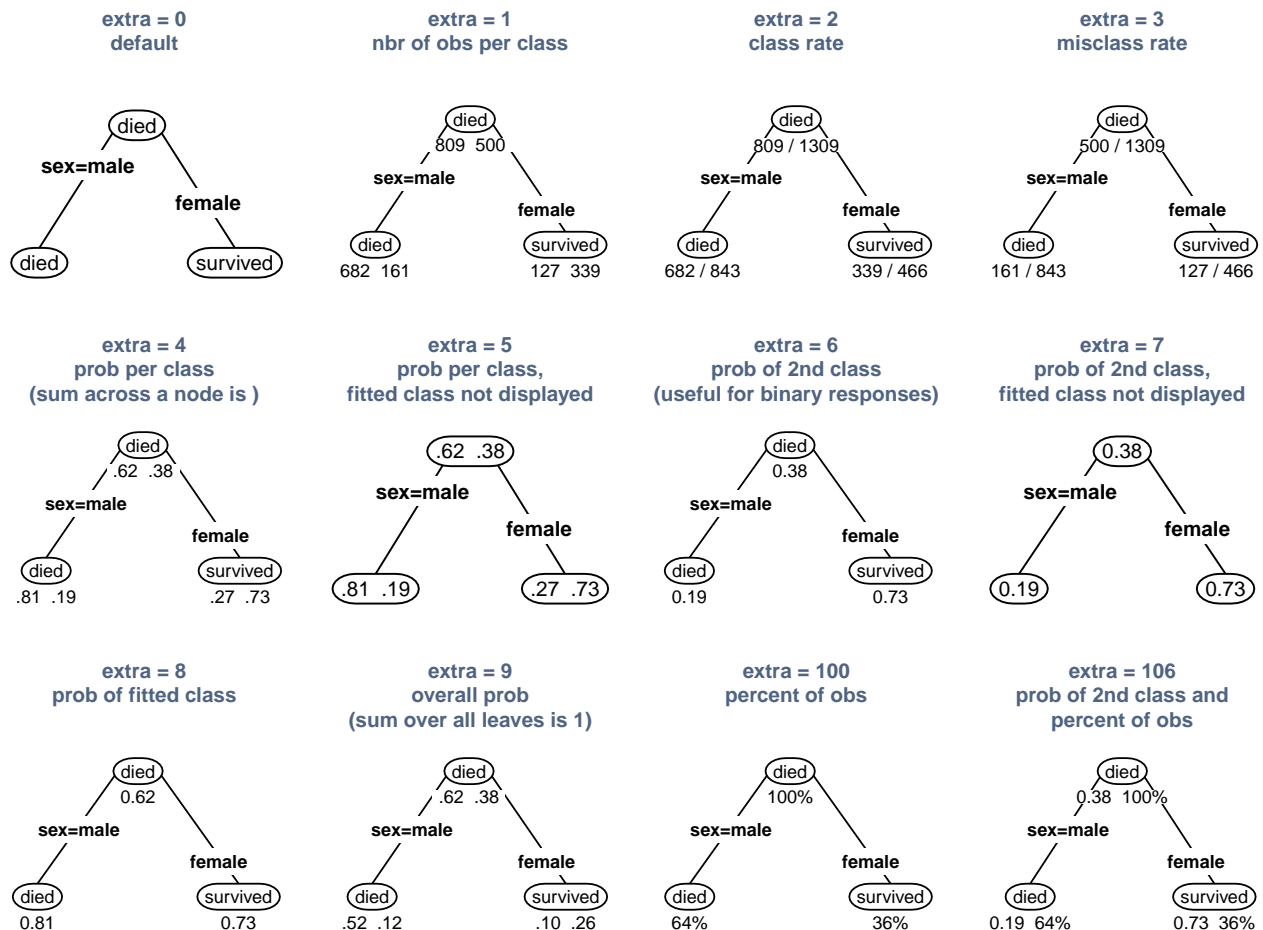 extra = 0
default
died
sex=male
female
died
survived
extra = 1
nbr of obs per class
died
809 500
sex=male
female
died
682 161
survived
127 339
extra = 2
class rate
died
809 / 1309
sex=male
female
died
682 / 843
survived
339 / 466
extra = 3
misclass rate
died
500 / 1309
sex=male
female
died
161 / 843
survived
127 / 466
extra = 4
prob per class
(sum across a node is )
died
.62 .38
sex=male
female
died
.81 .19
survived
.27 .73
extra = 5
prob per class,
fitted class not displayed
.62 .38
sex=male
female
.81 .19
.27 .73
extra = 6
prob of 2nd class
(useful for binary responses)
died
0.38
sex=male
female
died
0.19
survived
0.73
extra = 7
prob of 2nd class,
fitted class not displayed
0.38
sex=male
female
0.19
0.73
extra = 8
prob of fitted class
died
0.62
sex=male
female
died
0.81
survived
0.73
extra = 9
overall prob
(sum over all leaves is 1)
died
.62 .38
sex=male
female
died
.52 .12
survived
.10 .26
extra = 100
percent of obs
died
100%
sex=male
female
died
64%
survived
36%
extra = 106
prob of 2nd class and
percent of obs
died
0.38 100%
sex=male
female
died
0.19 64%
survived
0.73 36%